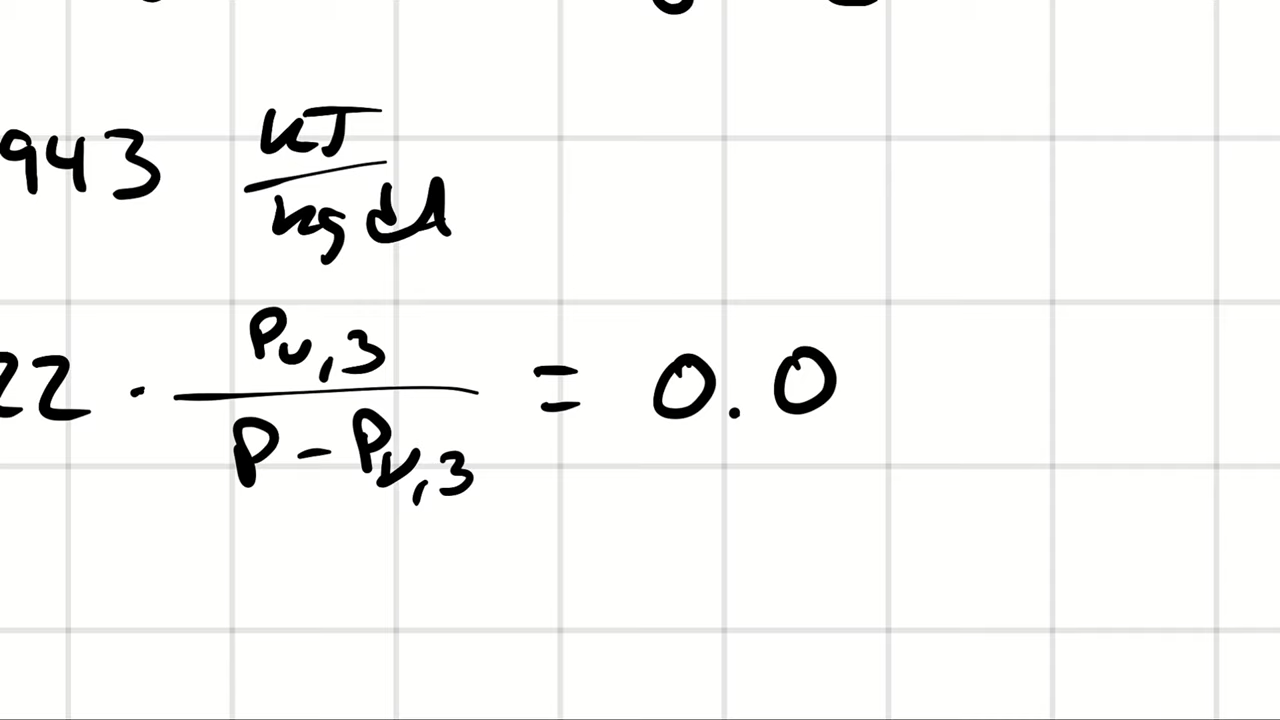 943 kJ/kg dA
22 · Pv,3 / (P - Pv,3) = 0.0